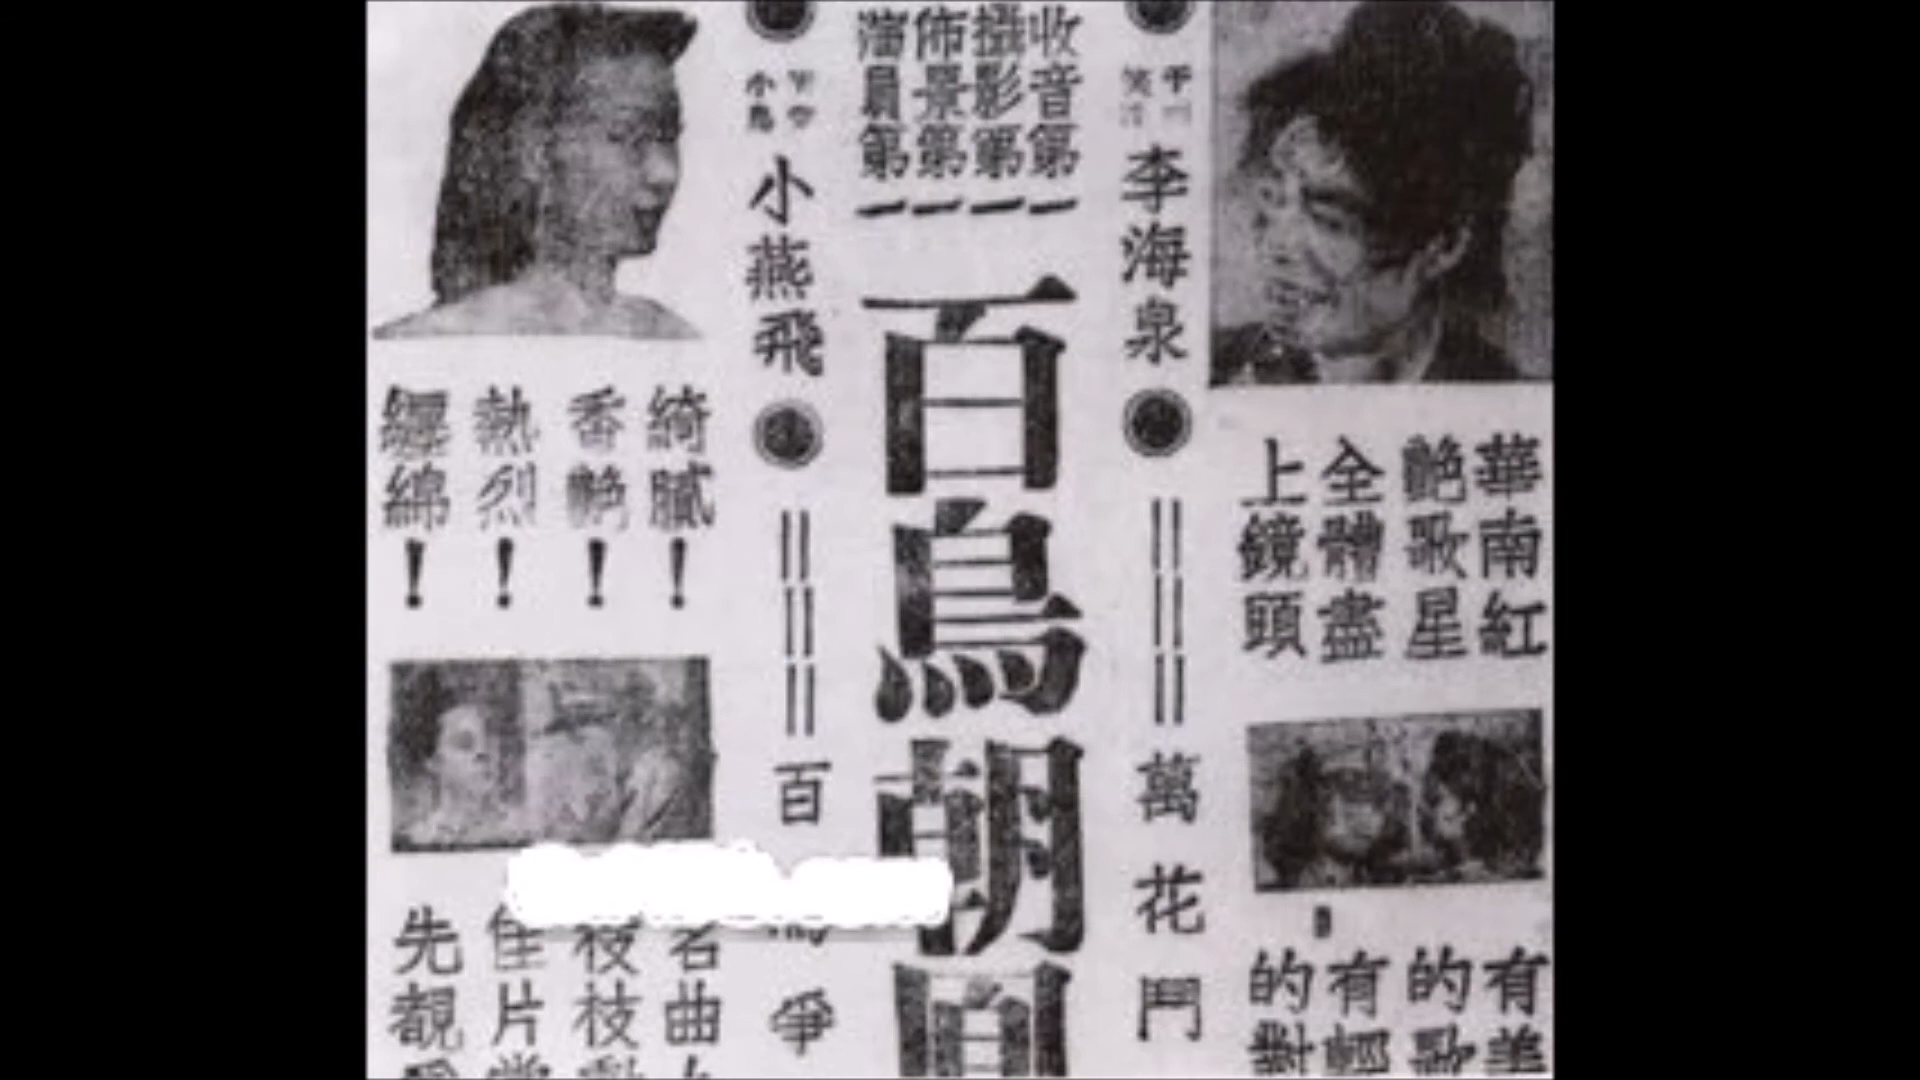 華南紅
艷歌星
全體盡
上鏡頭
有美
的歌
有輕
的對
李海泉
萬花鬥
收音第一
攝影第一
佈景第一
演員第一
百鳥朝凰
小燕飛
百鳥爭
綺膩！
香艷！
熱烈！
纏綿！
名曲
枝枝
佳片
先覩